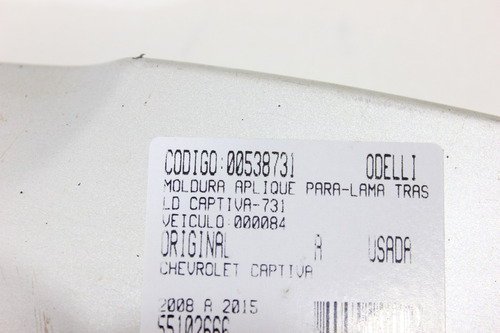 CODIGO:00538731 ODELLI
MOLDURA APLIQUE PARA-LAMA TRAS
LD CAPTIVA-731
VEICULO:000084
ORIGINAL A USADA
CHEVROLET CAPTIVA
2008 A 2015
55102666